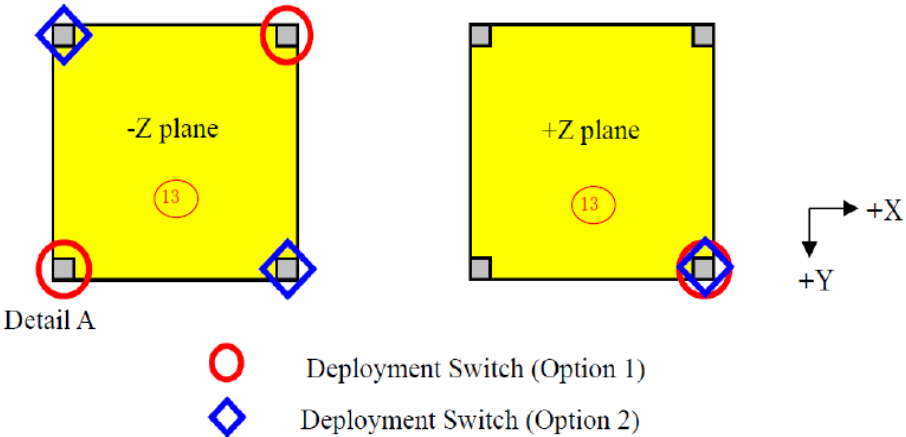 -Z plane
13
+Z plane
13
+X
+Y
Detail A
Deployment Switch (Option 1)
Deployment Switch (Option 2)